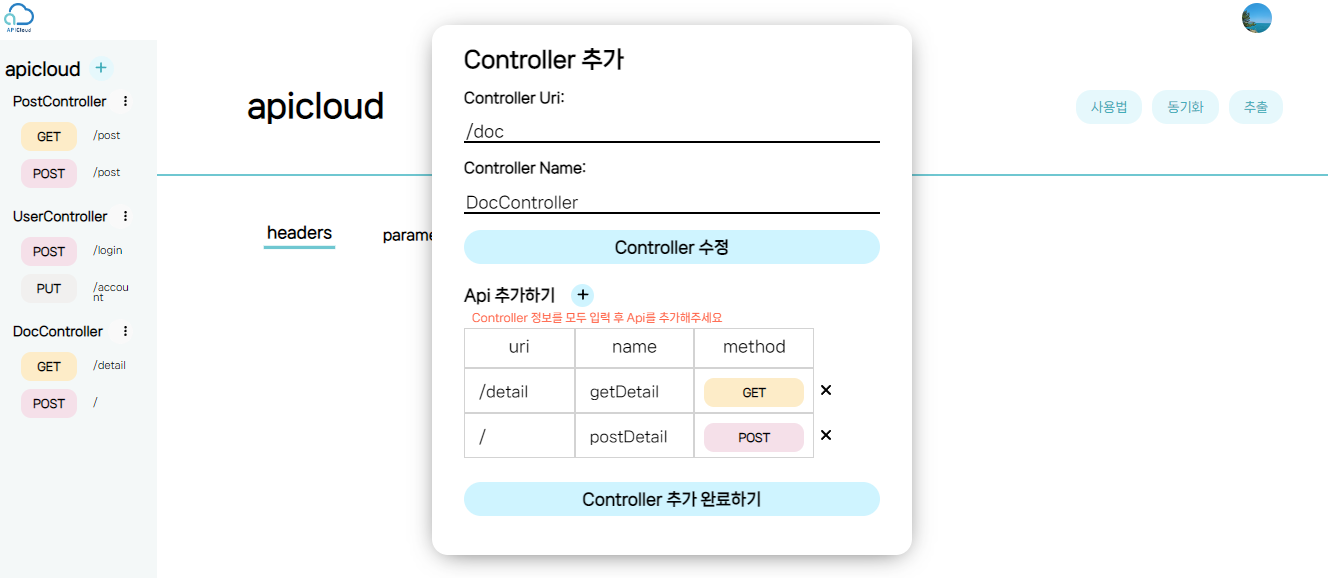 APICloud
apicloud +
PostController
GET /post
POST /post
UserController
POST /login
PUT /accou
nt
DocController
GET /detail
POST /
apicloud
사용법 동기화 추출
headers parame
Controller 추가
Controller Uri:
/doc
Controller Name:
DocController
Controller 수정
Api 추가하기 +
Controller 정보를 모두 입력 후 Api를 추가해주세요
uri name method
/detail getDetail GET
/ postDetail POST
Controller 추가 완료하기